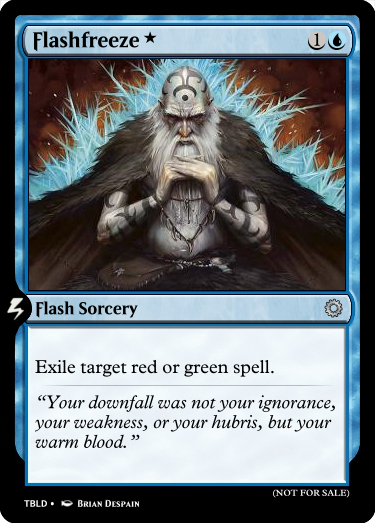 Flashfreeze ★ 1
Flash Sorcery
Exile target red or green spell.
“Your downfall was not your ignorance,
your weakness, or your hubris, but your
warm blood.”
(NOT FOR SALE)
TBLD • Brian Despain